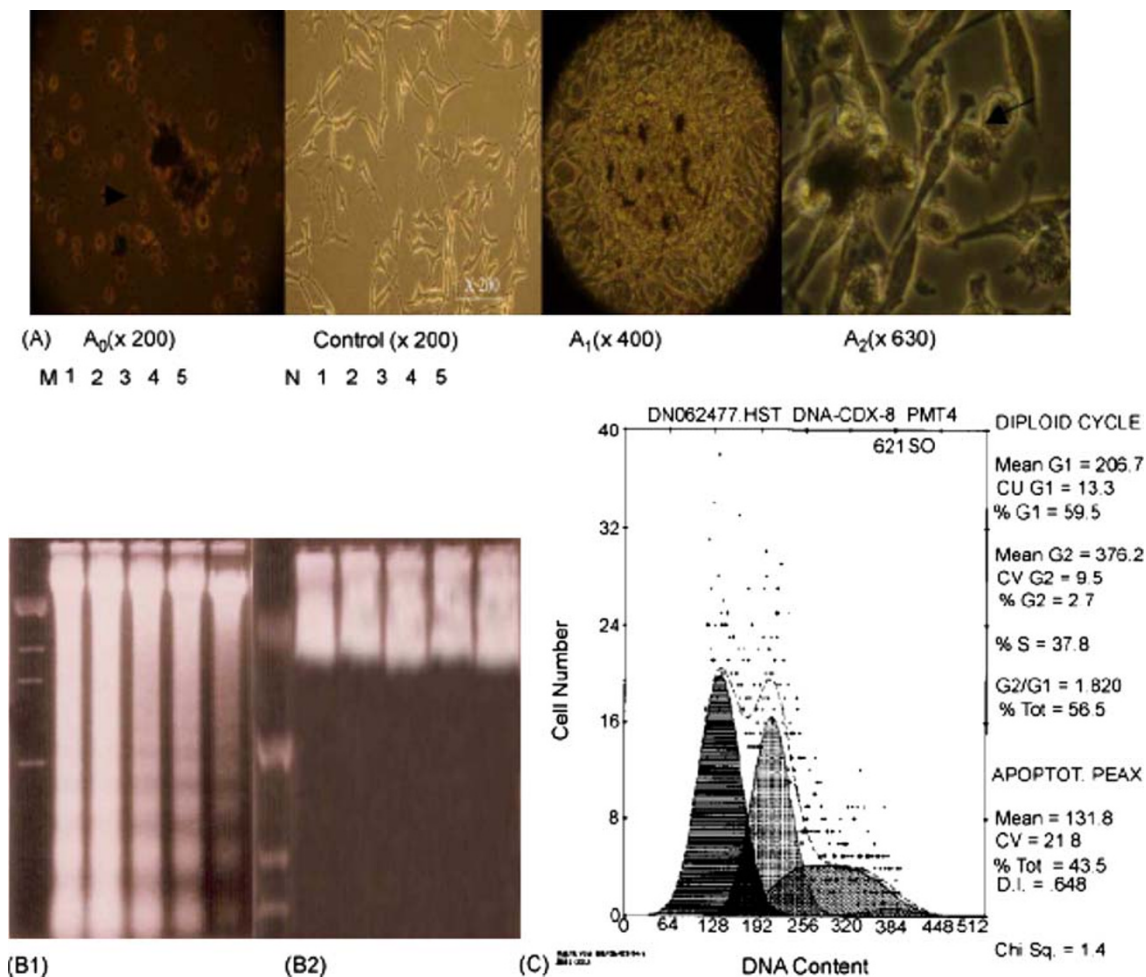 X 200
(A) A₀(x 200) Control (x 200) A₁(x 400) A₂(x 630)
M 1 2 3 4 5 N 1 2 3 4 5
DN062477.HST DNA-CDX-8 PMT4
621 SO
DIPLOID CYCLE
Mean G1 = 206.7
CU G1 = 13.3
% G1 = 59.5
Mean G2 = 376.2
CV G2 = 9.5
% G2 = 2.7
% S = 37.8
G2/G1 = 1.820
% Tot = 56.5
APOPTOT. PEAX
Mean = 131.8
CV = 21 8
% Tot = 43.5
D.I. = .648
Chi Sq. = 1.4
Cell Number
40
32
24
16
8
0
0 64 128 192 256 320 384 448 512
DNA Content
(B1) (B2) (C)